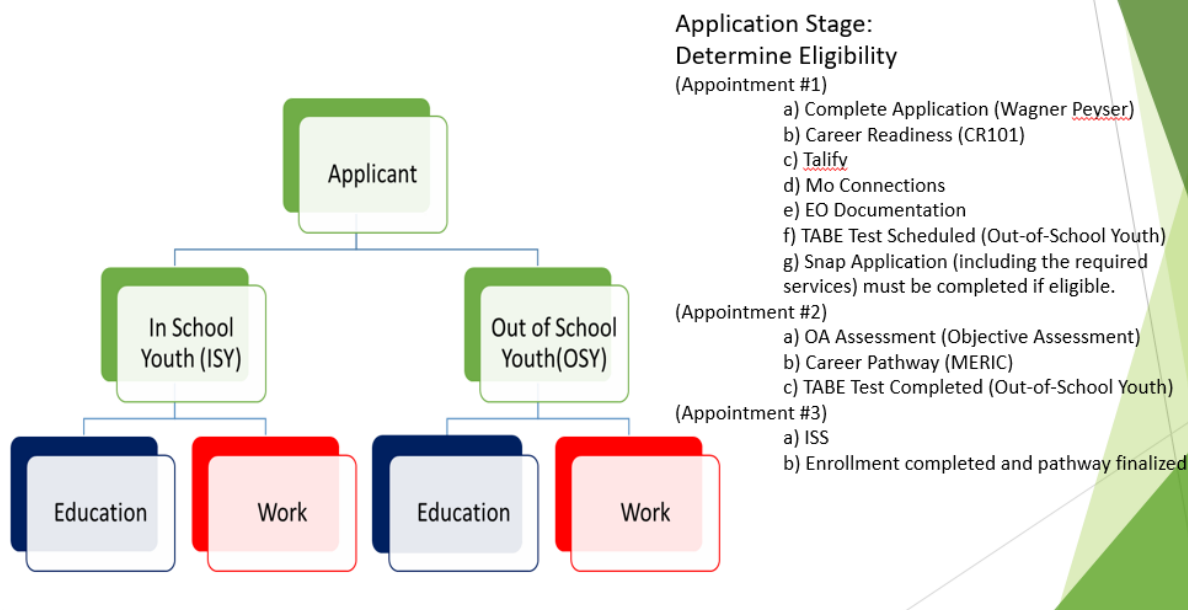 Application Stage:
Determine Eligibility
(Appointment #1)
a) Complete Application (Wagner Peyser)
b) Career Readiness (CR101)
c) Talify
d) Mo Connections
e) EO Documentation
f) TABE Test Scheduled (Out-of-School Youth)
g) Snap Application (including the required
services) must be completed if eligible.
(Appointment #2)
a) OA Assessment (Objective Assessment)
b) Career Pathway (MERIC)
c) TABE Test Completed (Out-of-School Youth)
(Appointment #3)
a) ISS
b) Enrollment completed and pathway finalized
Applicant
In School
Youth (ISY)
Out of School
Youth(OSY)
Education
Work
Education
Work